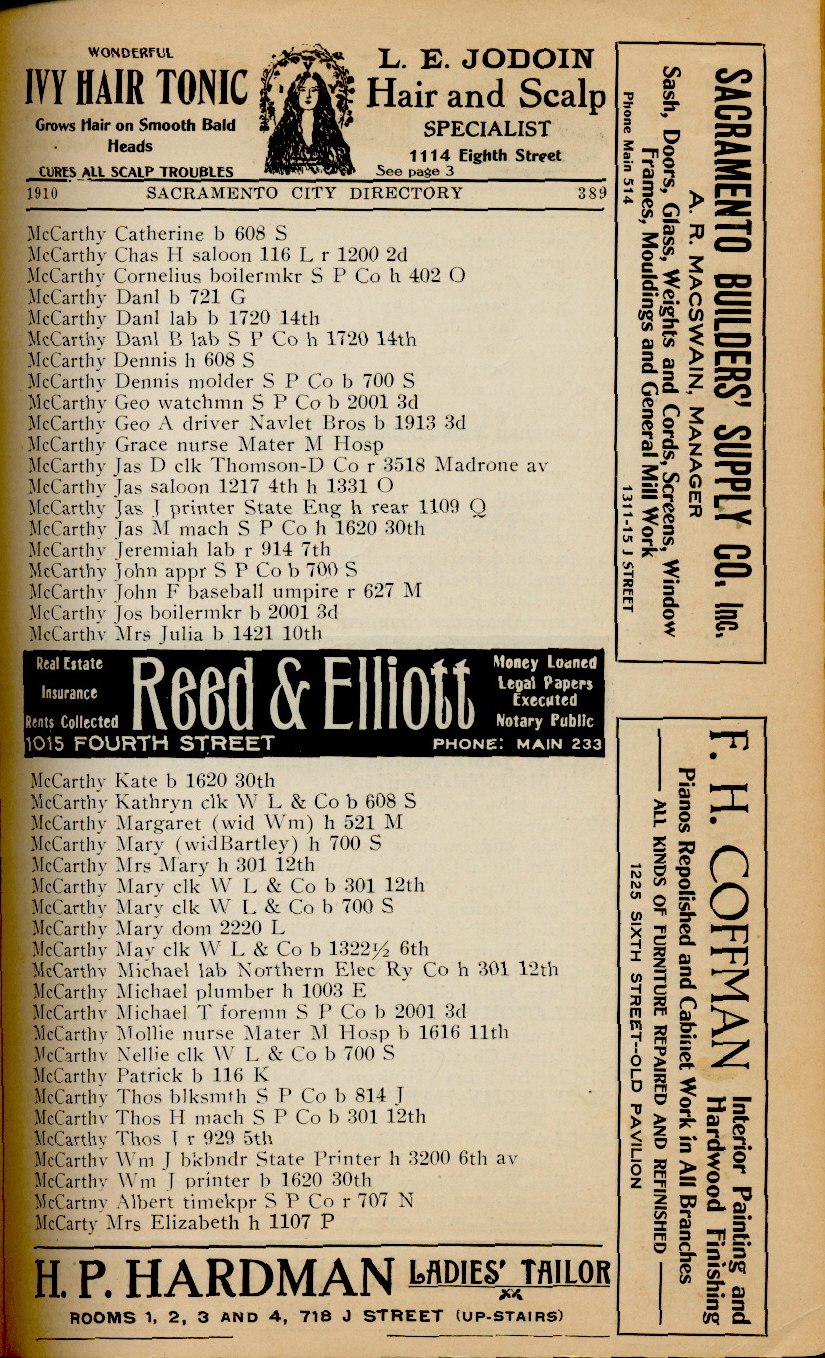 WONDERFUL
IVY HAIR TONIC
Grows Hair on Smooth Bald
Heads
CURES ALL SCALP TROUBLES
L. E. JODOIN
Hair and Scalp
SPECIALIST
1114 Eighth Street
See page 3
1910 SACRAMENTO CITY DIRECTORY 389
McCarthy Catherine b 608 S
McCarthy Chas H saloon 116 L r 1200 2d
McCarthy Cornelius boilermkr S P Co h 402 O
McCarthy Danl b 721 G
McCarthy Danl lab b 1720 14th
McCarthy Danl B lab S P Co h 1720 14th
McCarthy Dennis h 608 S
McCarthy Dennis molder S P Co b 700 S
McCarthy Geo watchmn S P Co b 2001 3d
McCarthy Geo A driver Navlet Bros b 1913 3d
McCarthy Grace nurse Mater M Hosp
McCarthy Jas D clk Thomson-D Co r 3518 Madrone av
McCarthy Jas saloon 1217 4th h 1331 O
McCarthy Jas J printer State Eng h rear 1109 Q
McCarthy Jas M mach S P Co h 1620 30th
McCarthy Jeremiah lab r 914 7th
McCarthy John appr S P Co b 700 S
McCarthy John F baseball umpire r 627 M
McCarthy Jos boilermkr b 2001 3d
McCarthy Mrs Julia b 1421 10th
Real Estate
Insurance
Rents Collected
Reed & Elliott
Money Loaned
Legal Papers
Executed
Notary Public
1015 FOURTH STREET PHONE: MAIN 233
McCarthy Kate b 1620 30th
McCarthy Kathryn clk W L & Co b 608 S
McCarthy Margaret (wid Wm) h 521 M
McCarthy Mary (widBartley) h 700 S
McCarthy Mrs Mary h 301 12th
McCarthy Mary clk W L & Co b 301 12th
McCarthy Mary clk W L & Co b 700 S
McCarthy Mary dom 2220 L
McCarthy May clk W L & Co b 1322½ 6th
McCarthy Michael lab Northern Elec Ry Co h 301 12th
McCarthy Michael plumber h 1003 E
McCarthy Michael T foremn S P Co b 2001 3d
McCarthy Mollie nurse Mater M Hosp b 1616 11th
McCarthy Nellie clk W L & Co b 700 S
McCarthy Patrick b 116 K
McCarthy Thos blksmth S P Co b 814 J
McCarthy Thos H mach S P Co b 301 12th
McCarthy Thos J r 929 5th
McCarthy Wm J bkbndr State Printer h 3200 6th av
McCarthy Wm J printer b 1620 30th
McCartny Albert timekpr S P Co r 707 N
McCarty Mrs Elizabeth h 1107 P
H. P. HARDMAN LADIES' TAILOR
ROOMS 1, 2, 3 AND 4, 718 J STREET (UP-STAIRS)
SACRAMENTO BUILDERS' SUPPLY CO. Inc.
A. R. MACSWAIN, MANAGER
Sash, Doors, Glass, Weights and Cords, Screens, Window
Frames, Mouldings and General Mill Work
Phone Main 514 1311-15 J STREET
F. H. COFFMAN
Interior Painting and
Hardwood Finishing
Pianos Repolished and Cabinet Work in All Branches
ALL KINDS OF FURNITURE REPAIRED AND REFINISHED
1225 SIXTH STREET--OLD PAVILION